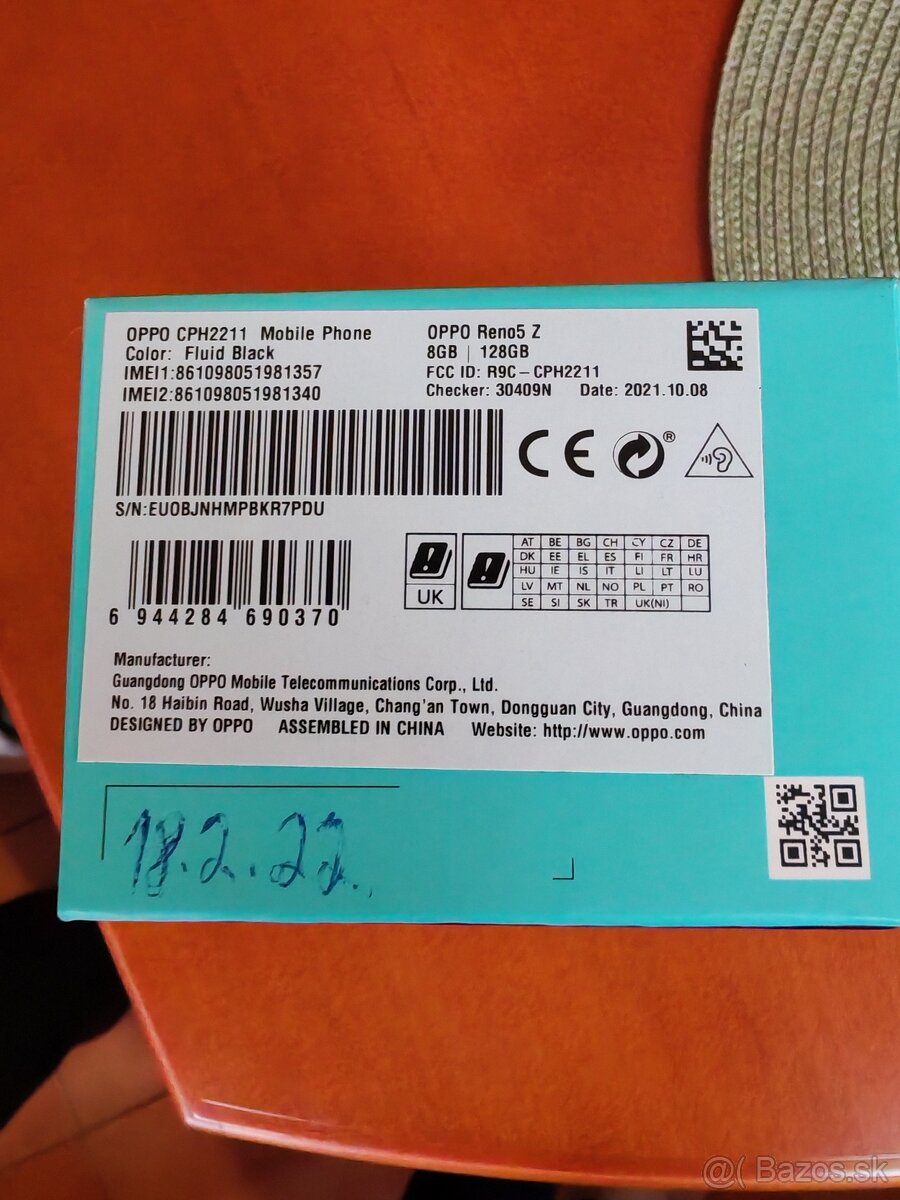 OPPO CPH2211 Mobile Phone
Color: Fluid Black
IMEI1:861098051981357
IMEI2:861098051981340
OPPO Reno5 Z
8GB | 128GB
FCC ID: R9C-CPH2211
Checker: 30409N Date: 2021.10.08
S/N:EUOBJNHMPBKR7PDU
CE
6 944284 690370
UK
AT BE BG CH CY CZ DE
DK EE EL ES FI FR HR
HU IE IS IT LI LT LU
LV MT NL NO PL PT RO
SE SI SK TR UK(NI)
Manufacturer:
Guangdong OPPO Mobile Telecommunications Corp., Ltd.
No. 18 Haibin Road, Wusha Village, Chang'an Town, Dongguan City, Guangdong, China
DESIGNED BY OPPO ASSEMBLED IN CHINA Website: http://www.oppo.com
18.2.22.
@( Bazos.sk